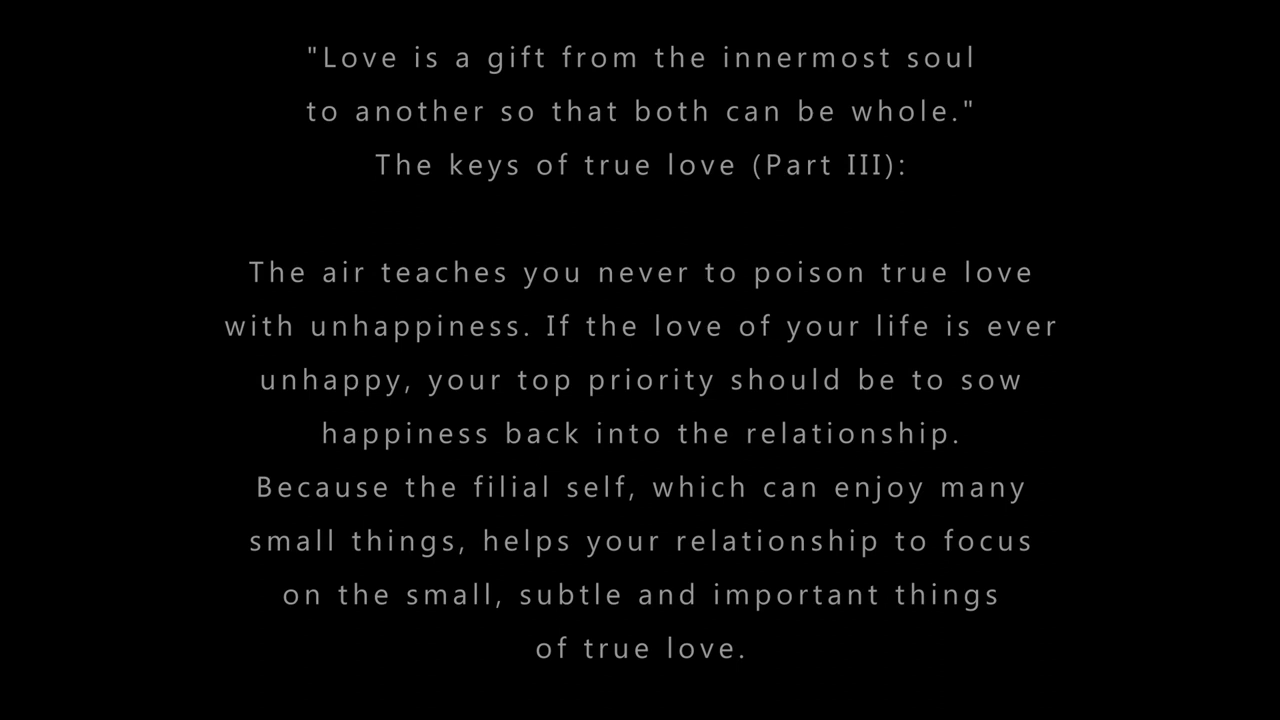 "Love is a gift from the innermost soul
to another so that both can be whole."
The keys of true love (Part III):
The air teaches you never to poison true love
with unhappiness. If the love of your life is ever
unhappy, your top priority should be to sow
happiness back into the relationship.
Because the filial self, which can enjoy many
small things, helps your relationship to focus
on the small, subtle and important things
of true love.